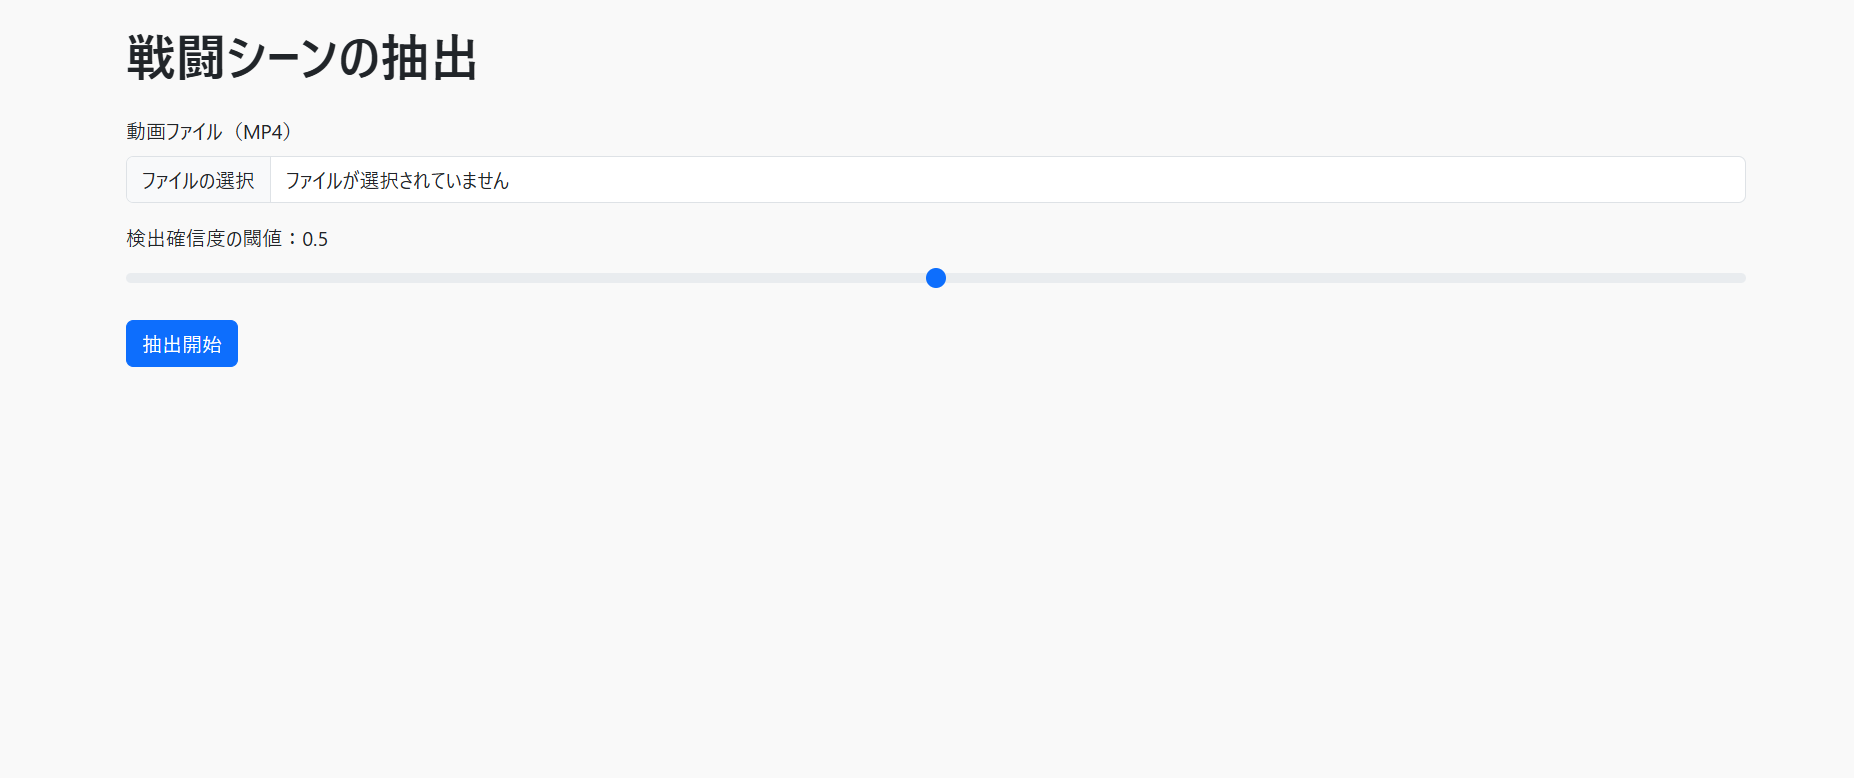 戦闘シーンの抽出
動画ファイル（MP4）
ファイルの選択 ファイルが選択されていません
検出確信度の閾値：0.5
抽出開始